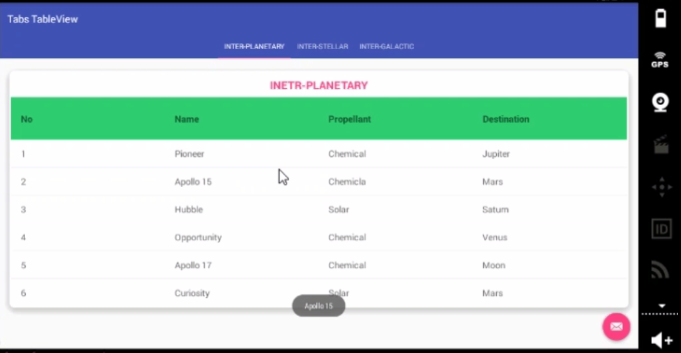 Tabs TableView
INTER-PLANETARY INTER-STELLAR INTER-GALACTIC
INETR-PLANETARY
No Name Propellant Destination
1 Pioneer Chemical Jupiter
2 Apollo 15 Chemicla Mars
3 Hubble Solar Saturn
4 Opportunity Chemical Venus
5 Apollo 17 Chemical Moon
6 Curiosity Solar Mars
Apollo 15
GPS
ID